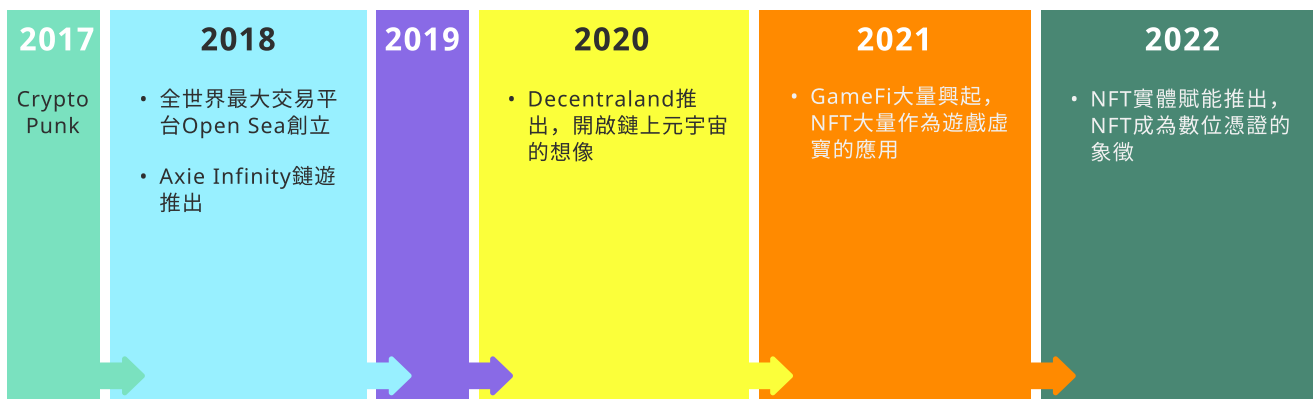 2017
Crypto
Punk
2018
• 全世界最大交易平
台Open Sea創立
• Axie Infinity鏈遊
推出
2019
2020
• Decentraland推
出，開啟鏈上元宇宙
的想像
2021
• GameFi大量興起，
NFT大量作為遊戲虛
寶的應用
2022
• NFT實體賦能推出，
NFT成為數位憑證的
象徵